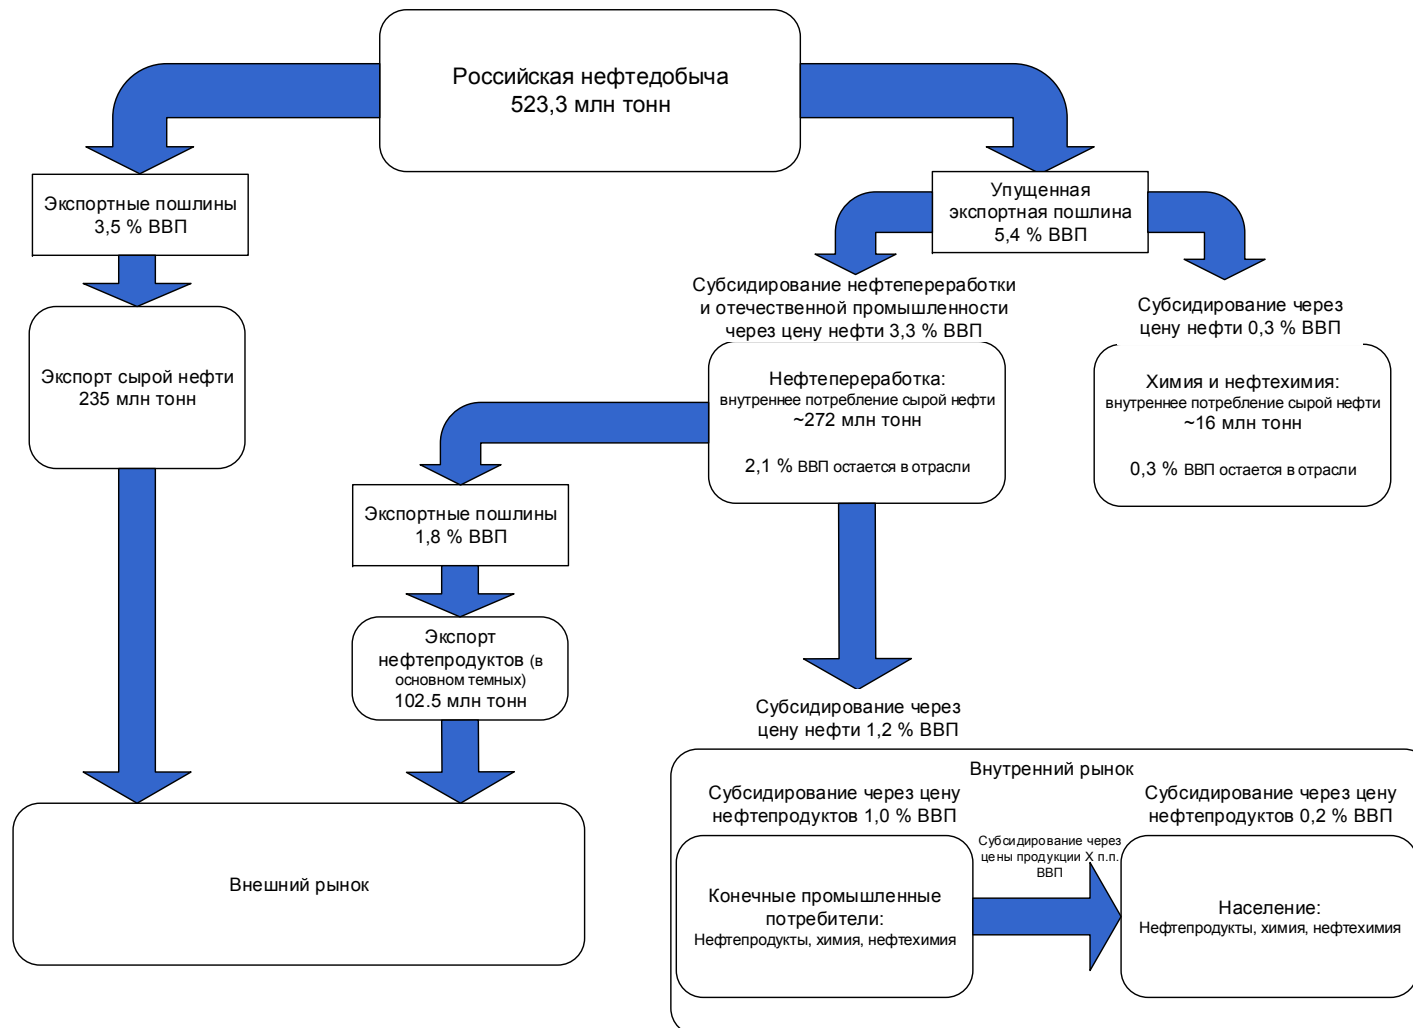 Российская нефтедобыча
523,3 млн тонн
Экспортные пошлины
3,5 % ВВП
Упущенная
экспортная пошлина
5,4 % ВВП
Экспорт сырой нефти
235 млн тонн
Субсидирование нефтепереработки
и отечественной промышленности
через цену нефти 3,3 % ВВП
Субсидирование через
цену нефти 0,3 % ВВП
Нефтепереработка:
внутреннее потребление сырой нефти
~272 млн тонн
2,1 % ВВП остается в отрасли
Химия и нефтехимия:
внутреннее потребление сырой нефти
~16 млн тонн
0,3 % ВВП остается в отрасли
Экспортные пошлины
1,8 % ВВП
Экспорт
нефтепродуктов (в
основном темных)
102.5 млн тонн
Субсидирование через
цену нефти 1,2 % ВВП
Внешний рынок
Внутренний рынок
Субсидирование через цену
нефтепродуктов 1,0 % ВВП
Субсидирование через цену
нефтепродуктов 0,2 % ВВП
Субсидирование через
цены продукции X п.п.
ВВП
Конечные промышленные
потребители:
Нефтепродукты, химия, нефтехимия
Население:
Нефтепродукты, химия, нефтехимия